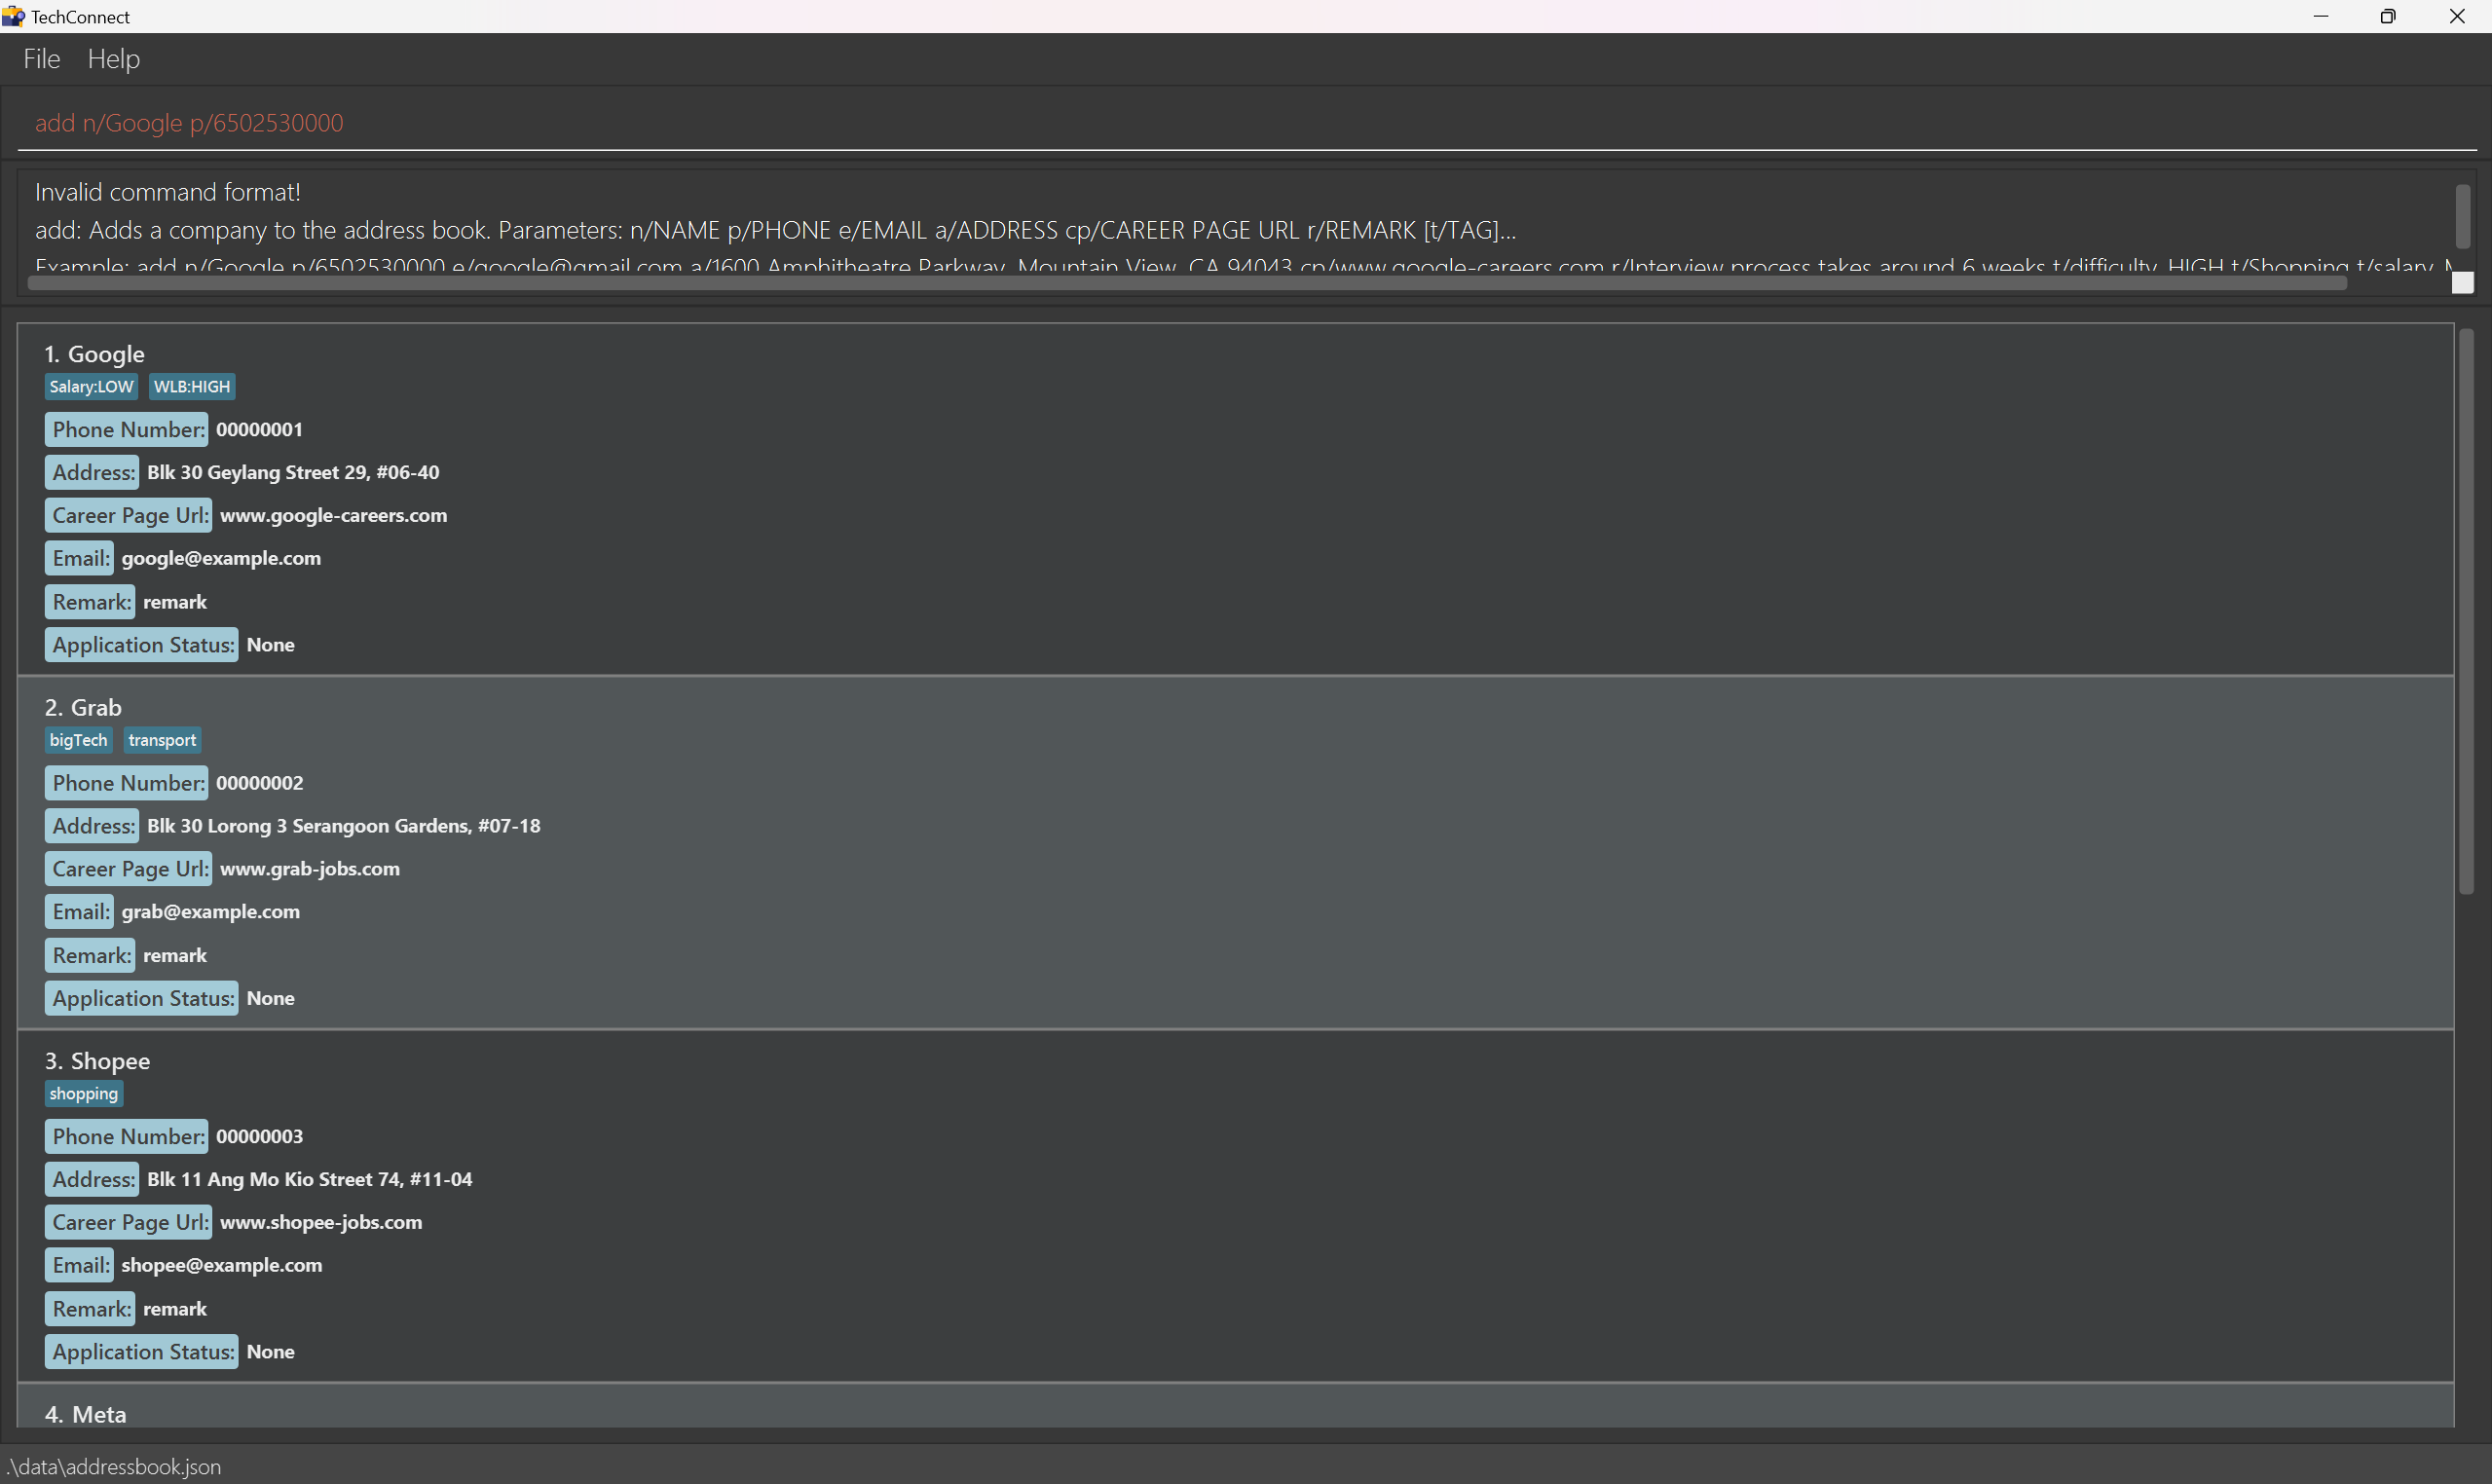 TechConnect
File Help
add n/Google p/6502530000
Invalid command format!
add: Adds a company to the address book. Parameters: n/NAME p/PHONE e/EMAIL a/ADDRESS cp/CAREER PAGE URL r/REMARK [t/TAG]...
Example: add n/Google p/6502530000 e/google@gmail.com a/1600 Amphitheatre Parkway, Mountain View, CA 94043 cp/www.google-careers.com r/Interview process takes around 6 weeks t/difficulty_HIGH t/Shopping t/salary_
1. Google
Salary:LOW WLB:HIGH
Phone Number: 00000001
Address: Blk 30 Geylang Street 29, #06-40
Career Page Url: www.google-careers.com
Email: google@example.com
Remark: remark
Application Status: None
2. Grab
bigTech transport
Phone Number: 00000002
Address: Blk 30 Lorong 3 Serangoon Gardens, #07-18
Career Page Url: www.grab-jobs.com
Email: grab@example.com
Remark: remark
Application Status: None
3. Shopee
shopping
Phone Number: 00000003
Address: Blk 11 Ang Mo Kio Street 74, #11-04
Career Page Url: www.shopee-jobs.com
Email: shopee@example.com
Remark: remark
Application Status: None
4. Meta
.\data\addressbook.json